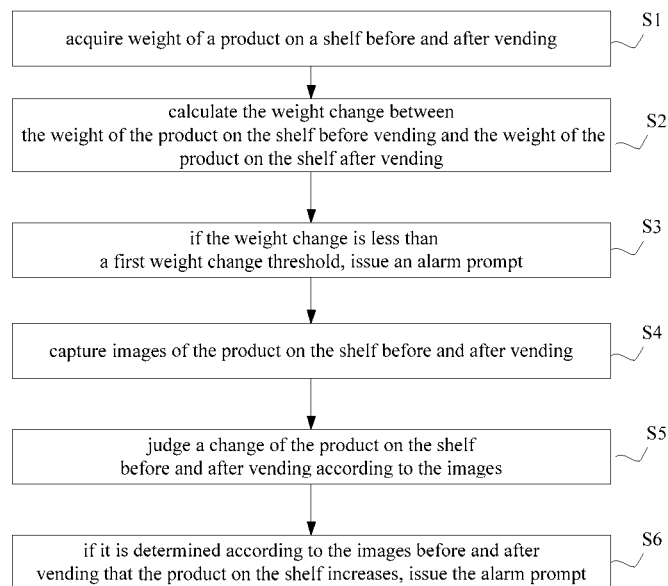 S1
acquire weight of a product on a shelf before and after vending
calculate the weight change between
the weight of the product on the shelf before vending and the weight of the
product on the shelf after vending
S2
if the weight change is less than
a first weight change threshold, issue an alarm prompt
S3
capture images of the product on the shelf before and after vending
S4
judge a change of the product on the shelf
before and after vending according to the images
S5
if it is determined according to the images before and after
vending that the product on the shelf increases, issue the alarm prompt
S6